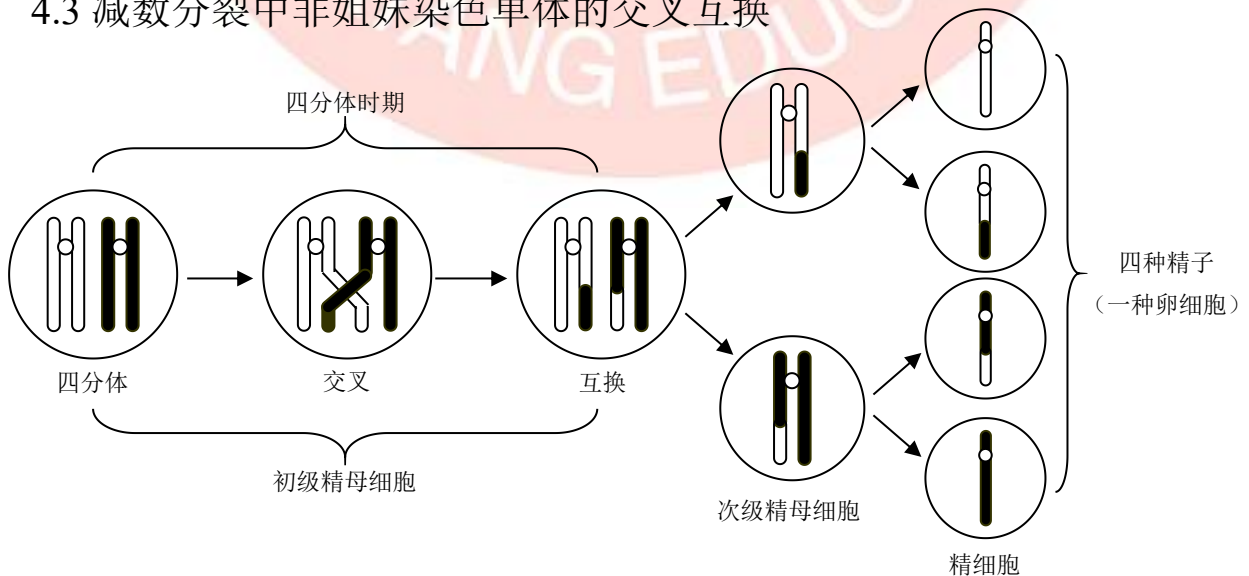 4.3 减数分裂中非姐妹染色单体的交叉互换
ANG EDUC
四分体时期
四分体
交叉
互换
初级精母细胞
次级精母细胞
精细胞
四种精子
（一种卵细胞）